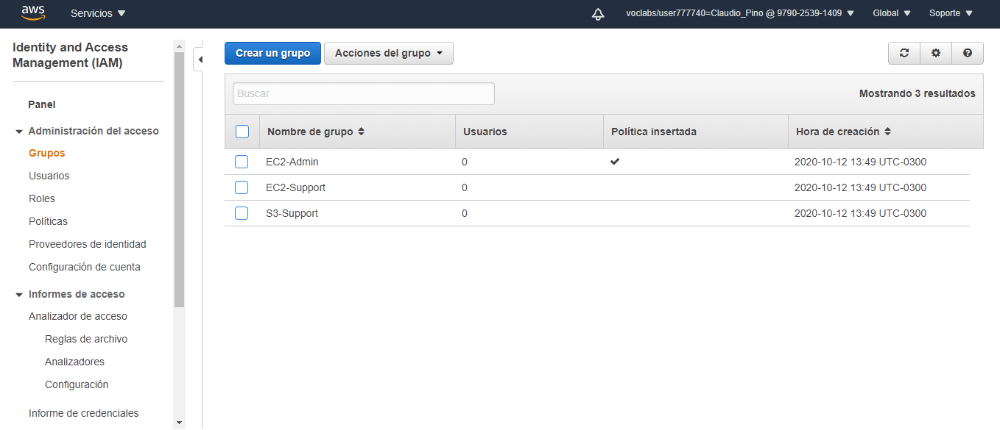 aws
Servicios
voclabs/user777740=Claudio_Pino @ 9790-2539-1409
Global
Soporte
Identity and Access
Management (IAM)
Panel
Administración del acceso
Grupos
Usuarios
Roles
Políticas
Proveedores de identidad
Configuración de cuenta
Informes de acceso
Analizador de acceso
Reglas de archivo
Analizadores
Configuración
Informe de credenciales
Crear un grupo
Acciones del grupo
Buscar
Mostrando 3 resultados
Nombre de grupo Usuarios Política insertada Hora de creación
EC2-Admin 0 2020-10-12 13:49 UTC-0300
EC2-Support 0 2020-10-12 13:49 UTC-0300
S3-Support 0 2020-10-12 13:49 UTC-0300